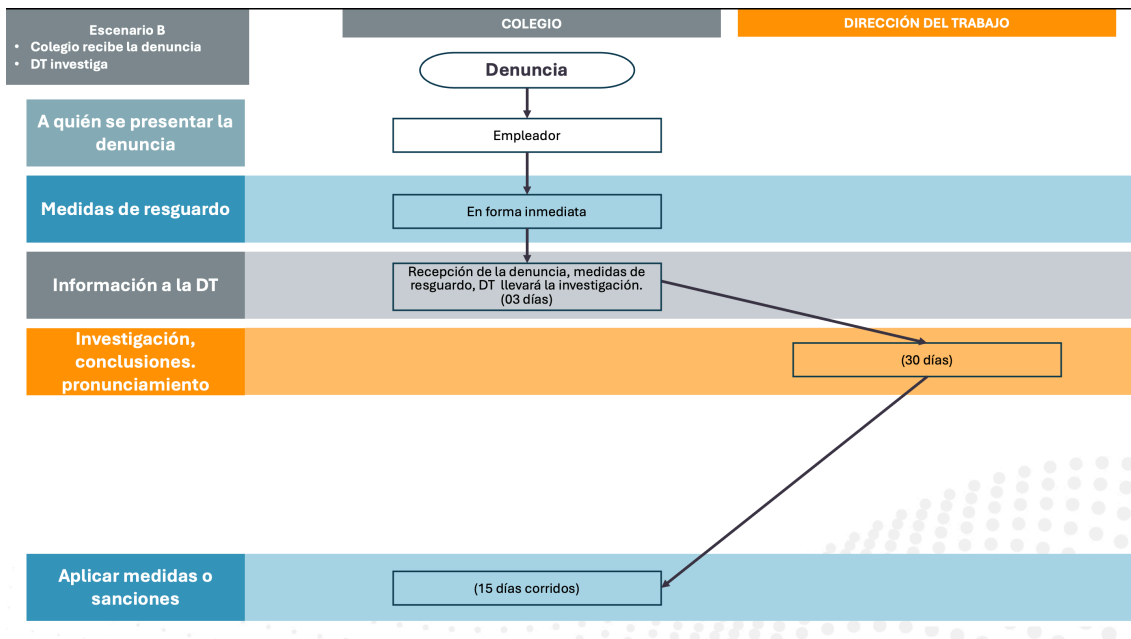 Escenario B
• Colegio recibe la denuncia
• DT investiga
COLEGIO
DIRECCIÓN DEL TRABAJO
Denuncia
A quién se presentar la
denuncia
Empleador
Medidas de resguardo
En forma inmediata
Información a la DT
Recepción de la denuncia, medidas de
resguardo, DT llevará la investigación.
(03 días)
Investigación,
conclusiones.
pronunciamiento
(30 días)
Aplicar medidas o
sanciones
(15 días corridos)